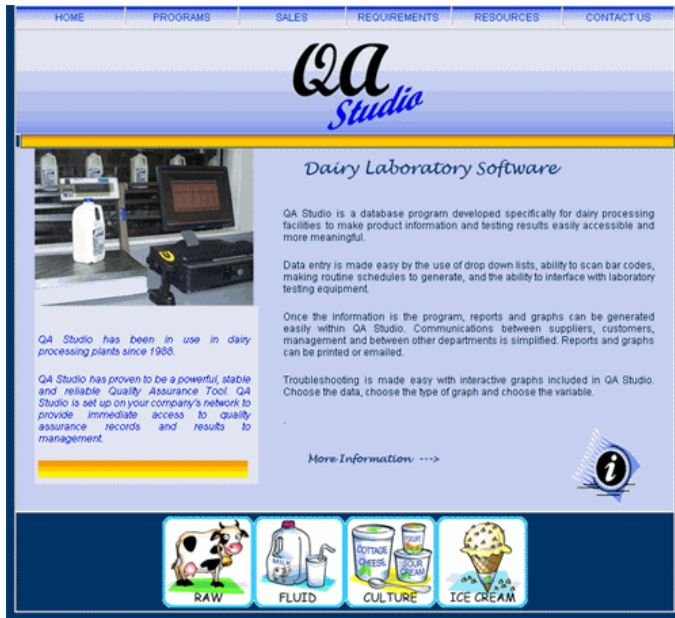 HOME PROGRAMS SALES REQUIREMENTS RESOURCES CONTACT US
QA
Studio
Dairy Laboratory Software
QA Studio is a database program developed specifically for dairy processing
facilities to make product information and testing results easily accessible and
more meaningful.
Data entry is made easy by the use of drop down lists, ability to scan bar codes,
making routine schedules to generate, and the ability to interface with laboratory
testing equipment.
Once the information is the program, reports and graphs can be generated
easily within QA Studio. Communications between suppliers, customers,
management and between other departments is simplified. Reports and graphs
can be printed or emailed.
Troubleshooting is made easy with interactive graphs included in QA Studio.
Choose the data, choose the type of graph and choose the variable.
.
More Information --->
i
QA Studio has been in use in dairy
processing plants since 1988.
QA Studio has proven to be a powerful, stable
and reliable Quality Assurance Tool. QA
Studio is set up on your company's network to
provide immediate access to quality
assurance records and results to
management.
MILK
COTTAGE
CHEESE
YOGURT
SOUR
CREAM
RAW FLUID CULTURE ICE CREAM